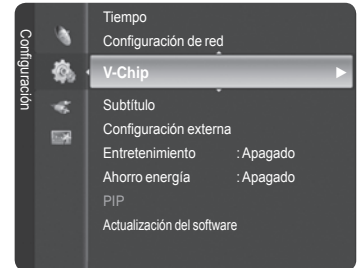 Configuración
Tiempo
Configuración de red
V-Chip
Subtítulo
Configuración externa
Entretenimiento : Apagado
Ahorro energía : Apagado
PIP
Actualización del software